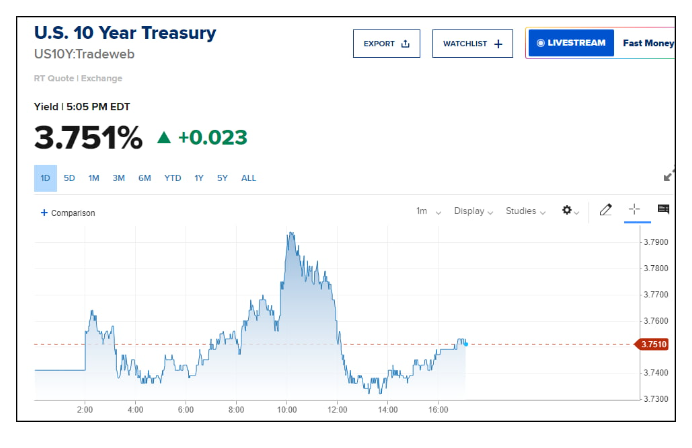 U.S. 10 Year Treasury
US10Y:Tradeweb
EXPORT
WATCHLIST +
LIVESTREAM
Fast Money
RT Quote | Exchange
Yield | 5:05 PM EDT
3.751% ▲ +0.023
1D 5D 1M 3M 6M YTD 1Y 5Y ALL
+ Comparison
1m Display Studies
3.7900
3.7800
3.7700
3.7600
3.7510
3.7400
3.7300
2:00 4:00 6:00 8:00 10:00 12:00 14:00 16:00